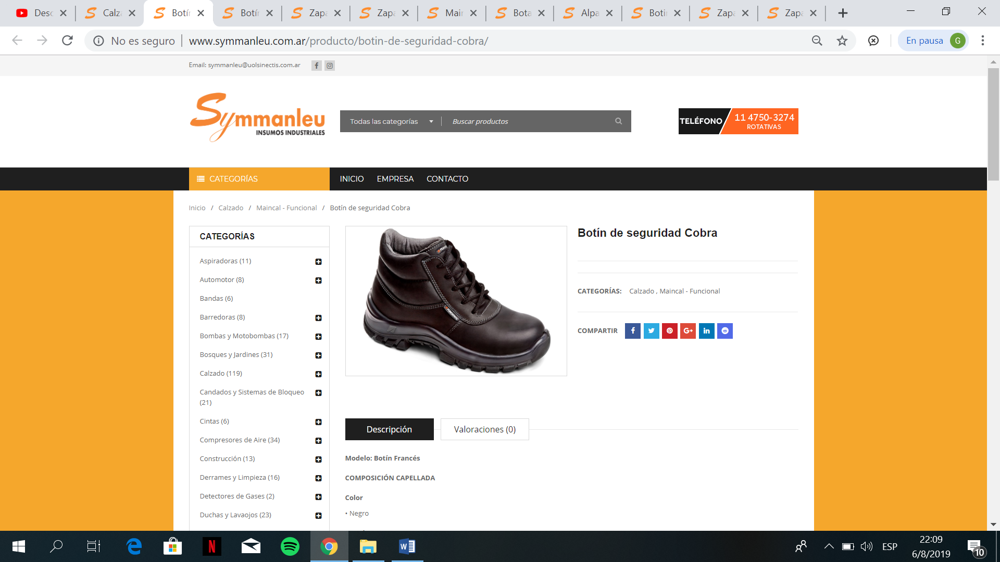 Desc
Calza
Botín
Botín
Zapa
Zapa
Main
Bota
Alpa
Botin
Zapa
Zapa
No es seguro
www.symmanleu.com.ar/producto/botin-de-seguridad-cobra/
En pausa
G
Email: symmanleu@uolsinectis.com.ar
Symmanleu
INSUMOS INDUSTRIALES
Todas las categorías
Buscar productos
TELÉFONO
11 4750-3274
ROTATIVAS
CATEGORÍAS
INICIO
EMPRESA
CONTACTO
Inicio / Calzado / Maincal - Funcional / Botín de seguridad Cobra
CATEGORÍAS
Aspiradoras (11)
Automotor (8)
Bandas (6)
Barredoras (8)
Bombas y Motobombas (17)
Bosques y Jardines (31)
Calzado (119)
Candados y Sistemas de Bloqueo
(21)
Cintas (6)
Compresores de Aire (34)
Construcción (13)
Derrames y Limpieza (16)
Detectores de Gases (2)
Duchas y Lavaojos (23)
Botín de seguridad Cobra
CATEGORÍAS: Calzado , Maincal - Funcional
COMPARTIR
Descripción
Valoraciones (0)
Modelo: Botín Francés
COMPOSICIÓN CAPELLADA
Color
• Negro
ESP
22:09
6/8/2019
10